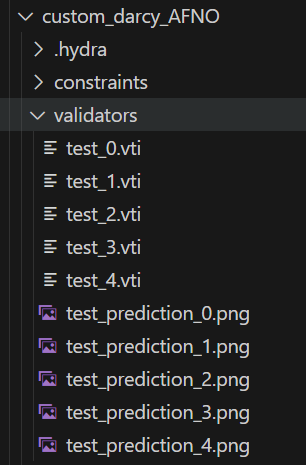 custom_darcy_AFNO
.hydra
constraints
validators
test_0.vti
test_1.vti
test_2.vti
test_3.vti
test_4.vti
test_prediction_0.png
test_prediction_1.png
test_prediction_2.png
test_prediction_3.png
test_prediction_4.png